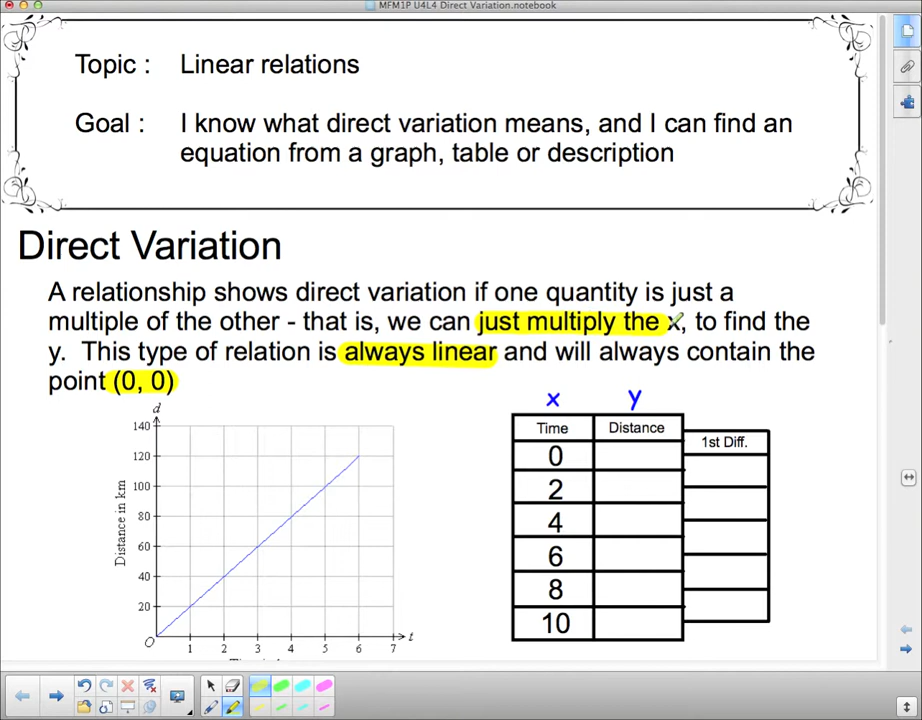 MFM1P U4L4 Direct Variation.notebook
Topic : Linear relations
Goal : I know what direct variation means, and I can find an
equation from a graph, table or description
Direct Variation
A relationship shows direct variation if one quantity is just a
multiple of the other - that is, we can just multiply the x, to find the
y. This type of relation is always linear and will always contain the
point (0, 0)
d
140
120
100
80
60
40
20
O
1 2 3 4 5 6 7 t
Distance in km
x y
Time Distance 1st Diff.
0
2
4
6
8
10